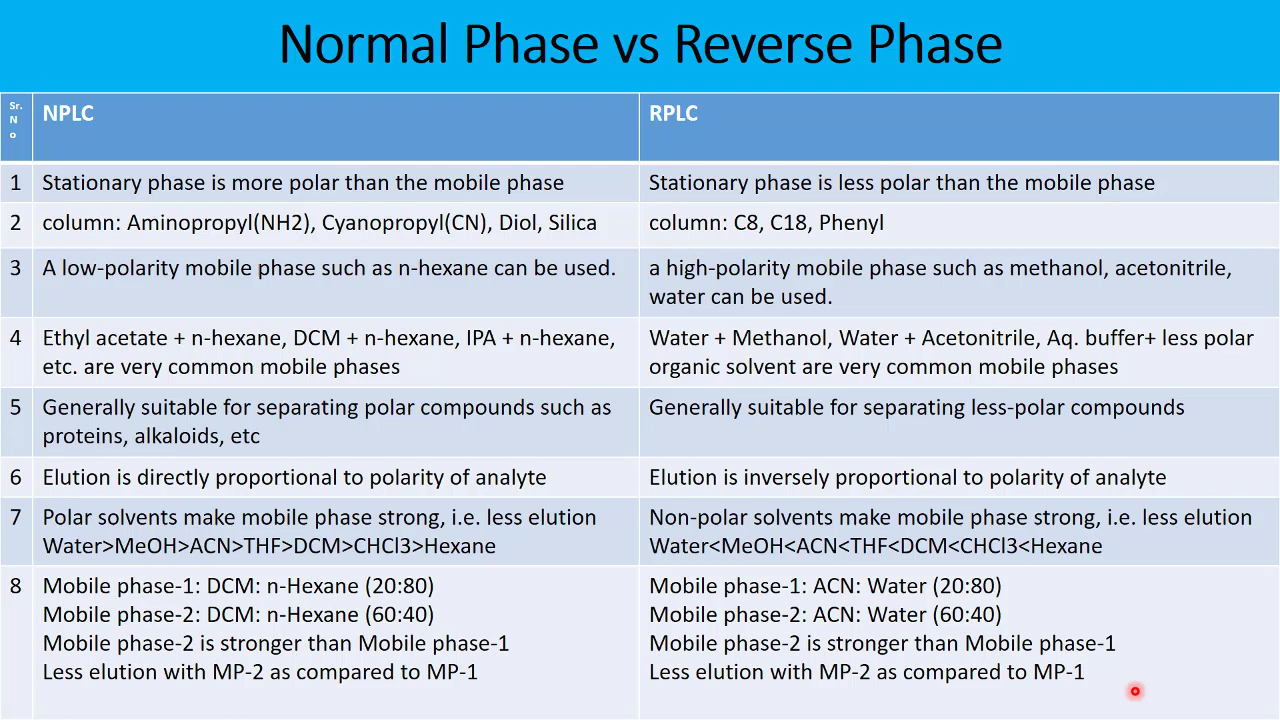 Normal Phase vs Reverse Phase
Sr.
N
o
NPLC
RPLC
1
Stationary phase is more polar than the mobile phase
Stationary phase is less polar than the mobile phase
2
column: Aminopropyl(NH2), Cyanopropyl(CN), Diol, Silica
column: C8, C18, Phenyl
3
A low-polarity mobile phase such as n-hexane can be used.
a high-polarity mobile phase such as methanol, acetonitrile,
water can be used.
4
Ethyl acetate + n-hexane, DCM + n-hexane, IPA + n-hexane,
etc. are very common mobile phases
Water + Methanol, Water + Acetonitrile, Aq. buffer+ less polar
organic solvent are very common mobile phases
5
Generally suitable for separating polar compounds such as
proteins, alkaloids, etc
Generally suitable for separating less-polar compounds
6
Elution is directly proportional to polarity of analyte
Elution is inversely proportional to polarity of analyte
7
Polar solvents make mobile phase strong, i.e. less elution
Water>MeOH>ACN>THF>DCM>CHCl3>Hexane
Non-polar solvents make mobile phase strong, i.e. less elution
Water<MeOH<ACN<THF<DCM<CHCl3<Hexane
8
Mobile phase-1: DCM: n-Hexane (20:80)
Mobile phase-2: DCM: n-Hexane (60:40)
Mobile phase-2 is stronger than Mobile phase-1
Less elution with MP-2 as compared to MP-1
Mobile phase-1: ACN: Water (20:80)
Mobile phase-2: ACN: Water (60:40)
Mobile phase-2 is stronger than Mobile phase-1
Less elution with MP-2 as compared to MP-1